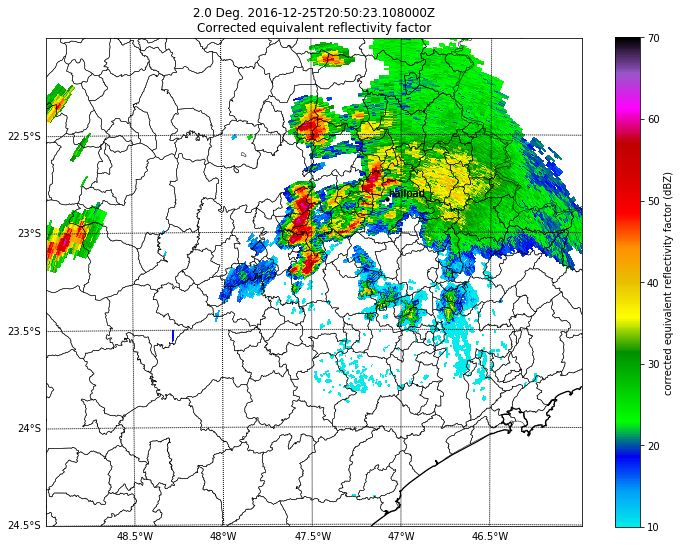 2.0 Deg. 2016-12-25T20:50:23.108000Z
Corrected equivalent reflectivity factor
22.5°S
23°S
23.5°S
24°S
24.5°S
48.5°W
48°W
47.5°W
47°W
46.5°W
Hailpad
70
60
50
40
30
20
10
corrected equivalent reflectivity factor (dBZ)